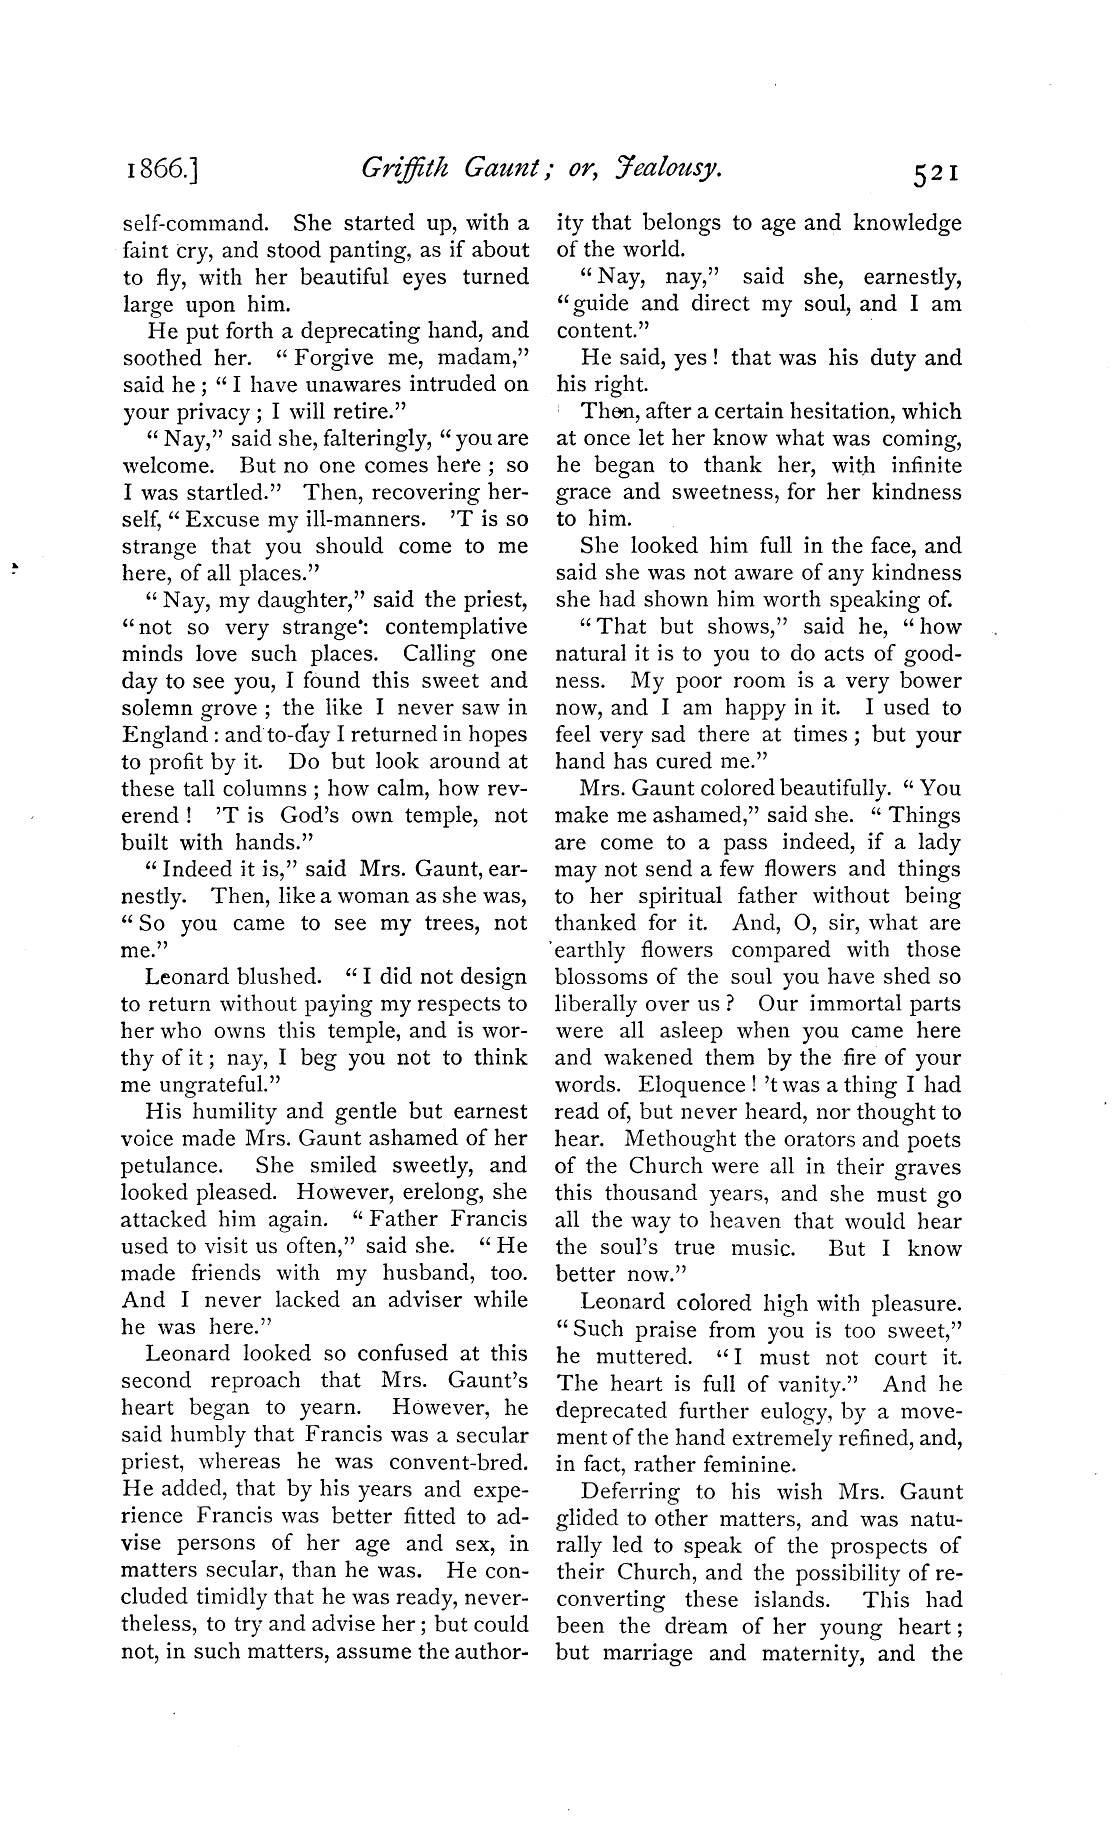 1866.] Griffith Gaunt; or, Jealousy. 521
self-command. She started up, with a
faint cry, and stood panting, as if about
to fly, with her beautiful eyes turned
large upon him.
He put forth a deprecating hand, and
soothed her. “Forgive me, madam,”
said he; “I have unawares intruded on
your privacy; I will retire.”
“Nay,” said she, falteringly, “you are
welcome. But no one comes here; so
I was startled.” Then, recovering her-
self, “Excuse my ill-manners. ’T is so
strange that you should come to me
here, of all places.”
“Nay, my daughter,” said the priest,
“not so very strange: contemplative
minds love such places. Calling one
day to see you, I found this sweet and
solemn grove; the like I never saw in
England: and to-day I returned in hopes
to profit by it. Do but look around at
these tall columns; how calm, how rev-
erend! ’T is God’s own temple, not
built with hands.”
“Indeed it is,” said Mrs. Gaunt, ear-
nestly. Then, like a woman as she was,
“So you came to see my trees, not
me.”
Leonard blushed. “I did not design
to return without paying my respects to
her who owns this temple, and is wor-
thy of it; nay, I beg you not to think
me ungrateful.”
His humility and gentle but earnest
voice made Mrs. Gaunt ashamed of her
petulance. She smiled sweetly, and
looked pleased. However, erelong, she
attacked him again. “Father Francis
used to visit us often,” said she. “He
made friends with my husband, too.
And I never lacked an adviser while
he was here.”
Leonard looked so confused at this
second reproach that Mrs. Gaunt’s
heart began to yearn. However, he
said humbly that Francis was a secular
priest, whereas he was convent-bred.
He added, that by his years and expe-
rience Francis was better fitted to ad-
vise persons of her age and sex, in
matters secular, than he was. He con-
cluded timidly that he was ready, never-
theless, to try and advise her; but could
not, in such matters, assume the author-
ity that belongs to age and knowledge
of the world.
“Nay, nay,” said she, earnestly,
“guide and direct my soul, and I am
content.”
He said, yes! that was his duty and
his right.
Then, after a certain hesitation, which
at once let her know what was coming,
he began to thank her, with infinite
grace and sweetness, for her kindness
to him.
She looked him full in the face, and
said she was not aware of any kindness
she had shown him worth speaking of.
“That but shows,” said he, “how
natural it is to you to do acts of good-
ness. My poor room is a very bower
now, and I am happy in it. I used to
feel very sad there at times; but your
hand has cured me.”
Mrs. Gaunt colored beautifully. “You
make me ashamed,” said she. “Things
are come to a pass indeed, if a lady
may not send a few flowers and things
to her spiritual father without being
thanked for it. And, O, sir, what are
earthly flowers compared with those
blossoms of the soul you have shed so
liberally over us? Our immortal parts
were all asleep when you came here
and wakened them by the fire of your
words. Eloquence! ’t was a thing I had
read of, but never heard, nor thought to
hear. Methought the orators and poets
of the Church were all in their graves
this thousand years, and she must go
all the way to heaven that would hear
the soul’s true music. But I know
better now.”
Leonard colored high with pleasure.
“Such praise from you is too sweet,”
he muttered. “I must not court it.
The heart is full of vanity.” And he
deprecated further eulogy, by a move-
ment of the hand extremely refined, and,
in fact, rather feminine.
Deferring to his wish Mrs. Gaunt
glided to other matters, and was natu-
rally led to speak of the prospects of
their Church, and the possibility of re-
converting these islands. This had
been the dream of her young heart;
but marriage and maternity, and the